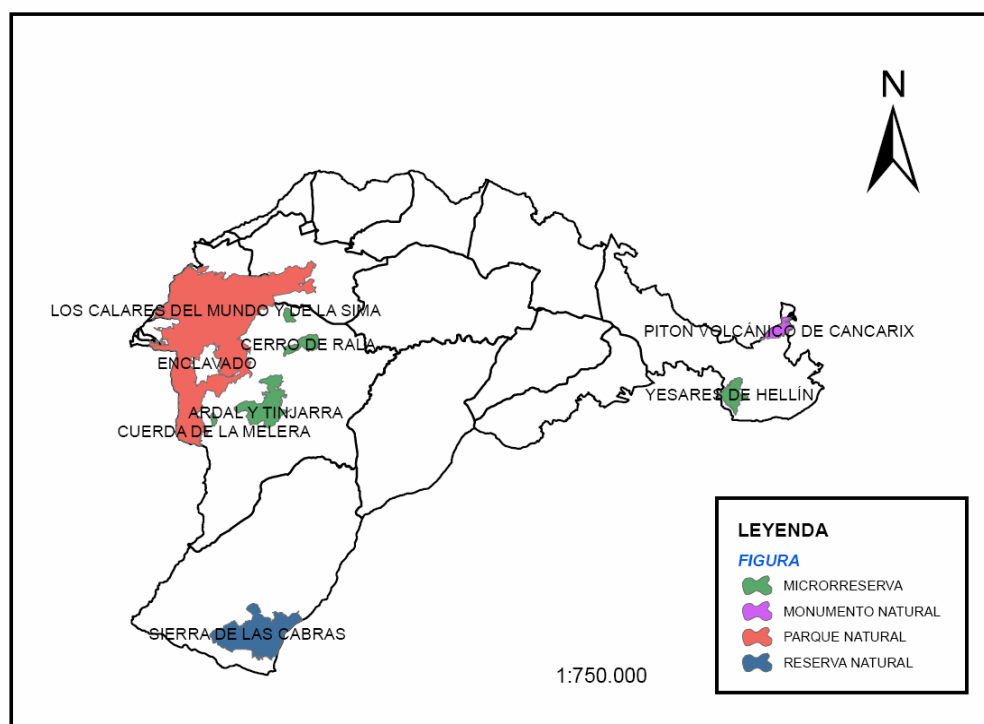 N
LOS CALARES DEL MUNDO Y DE LA SIMA
PITON VOLCÁNICO DE CANCARIX
CERRO DE RALA
ENCLAVADO
YESARES DE HELLÍN
ARDAL Y TINJARRA
CUERDA DE LA MELERA
SIERRA DE LAS CABRAS
1:750.000
LEYENDA
FIGURA
MICRORRESERVA
MONUMENTO NATURAL
PARQUE NATURAL
RESERVA NATURAL